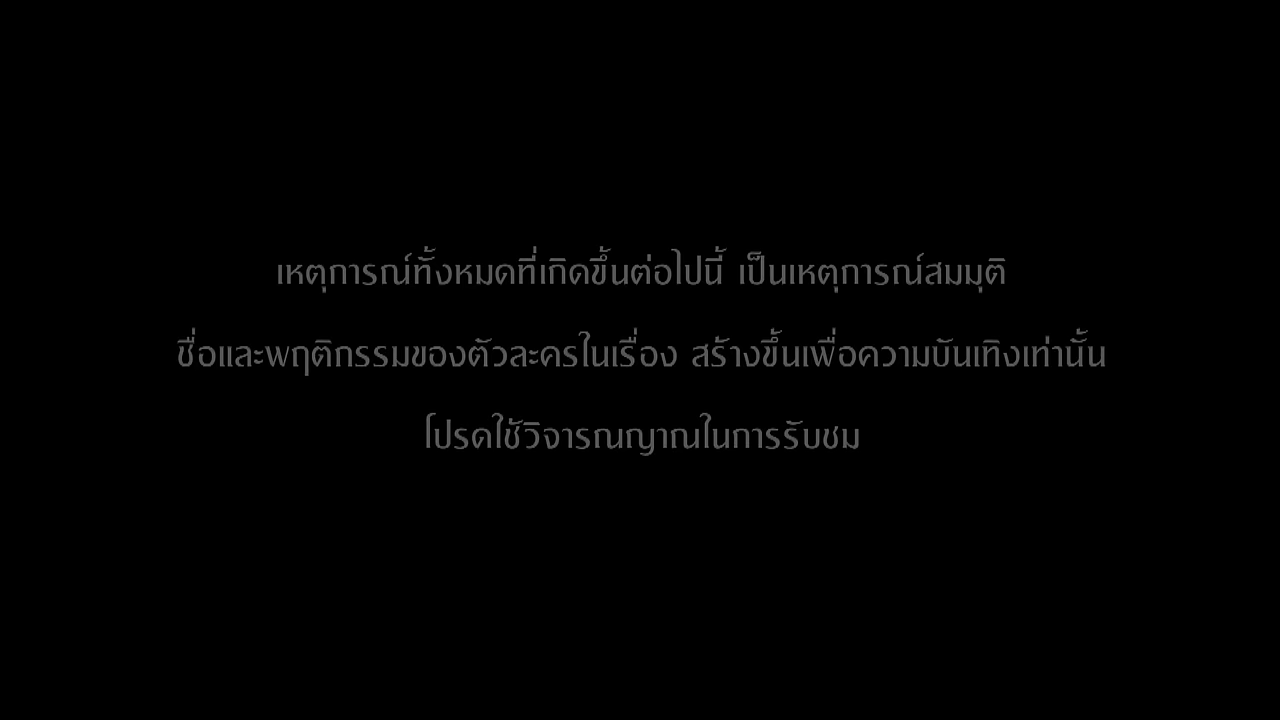 เหตุการณ์ทั้งหมดที่เกิดขึ้นต่อไปนี้ เป็นเหตุการณ์สมมุติ
ชื่อและพฤติกรรมของตัวละครในเรื่อง สร้างขึ้นเพื่อความบันเทิงเท่านั้น
โปรดใช้วิจารณญาณในการรับชม